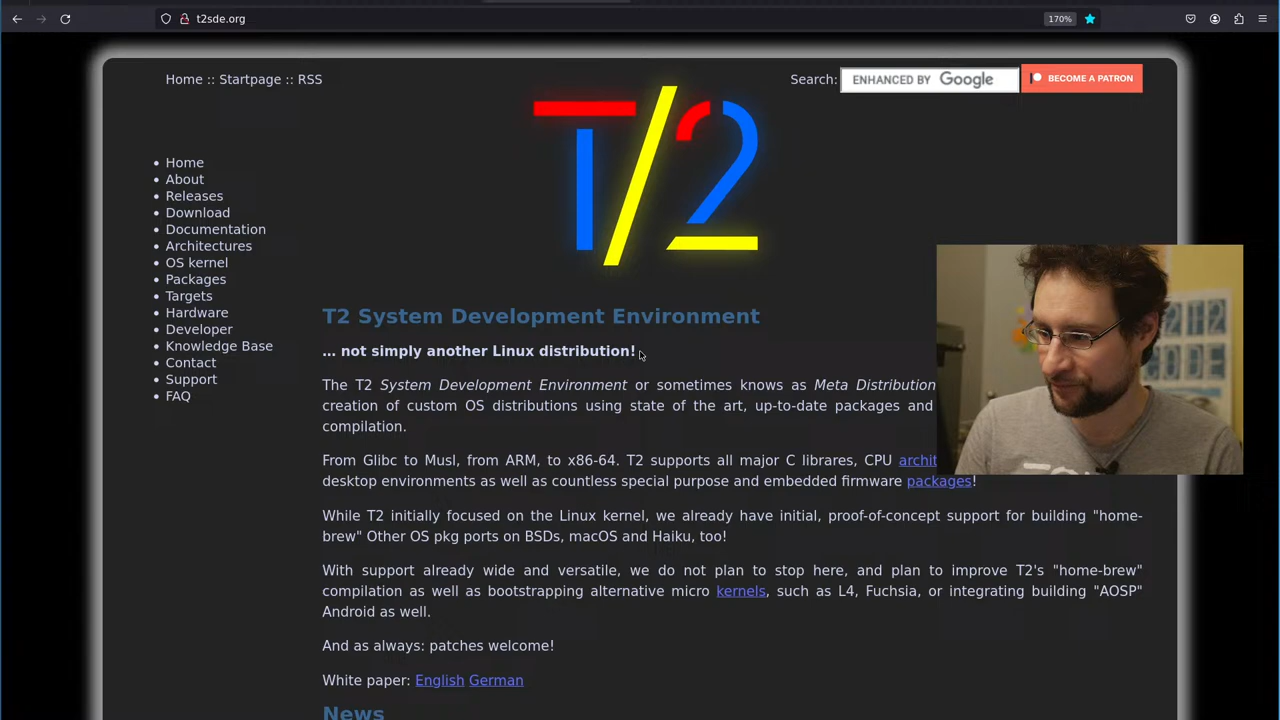 t2sde.org
170%
Home :: Startpage :: RSS
Search: ENHANCED BY Google
BECOME A PATRON
T/2
Home
About
Releases
Download
Documentation
Architectures
OS kernel
Packages
Targets
Hardware
Developer
Knowledge Base
Contact
Support
FAQ
T2 System Development Environment
... not simply another Linux distribution!
The T2 System Development Environment or sometimes knows as Meta Distribution
creation of custom OS distributions using state of the art, up-to-date packages and
compilation.
From Glibc to Musl, from ARM, to x86-64. T2 supports all major C librares, CPU archit
desktop environments as well as countless special purpose and embedded firmware packages!
While T2 initially focused on the Linux kernel, we already have initial, proof-of-concept support for building "home-
brew" Other OS pkg ports on BSDs, macOS and Haiku, too!
With support already wide and versatile, we do not plan to stop here, and plan to improve T2's "home-brew"
compilation as well as bootstrapping alternative micro kernels, such as L4, Fuchsia, or integrating building "AOSP"
Android as well.
And as always: patches welcome!
White paper: English German
News